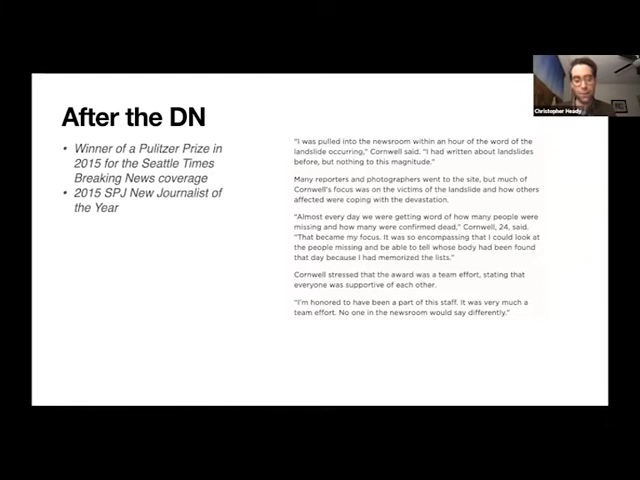 After the DN
• Winner of a Pulitzer Prize in
2015 for the Seattle Times
Breaking News coverage
• 2015 SPJ New Journalist of
the Year
"I was pulled into the newsroom within an hour of the word of the
landslide occurring," Cornwell said. "I had written about landslides
before, but nothing to this magnitude."
Many reporters and photographers went to the site, but much of
Cornwell's focus was on the victims of the landslide and how others
affected were coping with the devastation.
"Almost every day we were getting word of how many people were
missing and how many were confirmed dead," Cornwell, 24, said.
"That became my focus. It was so encompassing that I could look at
the people missing and be able to tell whose body had been found
that day because I had memorized the lists."
Cornwell stressed that the award was a team effort, stating that
everyone was supportive of each other.
"I'm honored to have been a part of this staff. It was very much a
team effort. No one in the newsroom would say differently."
Christopher Heady